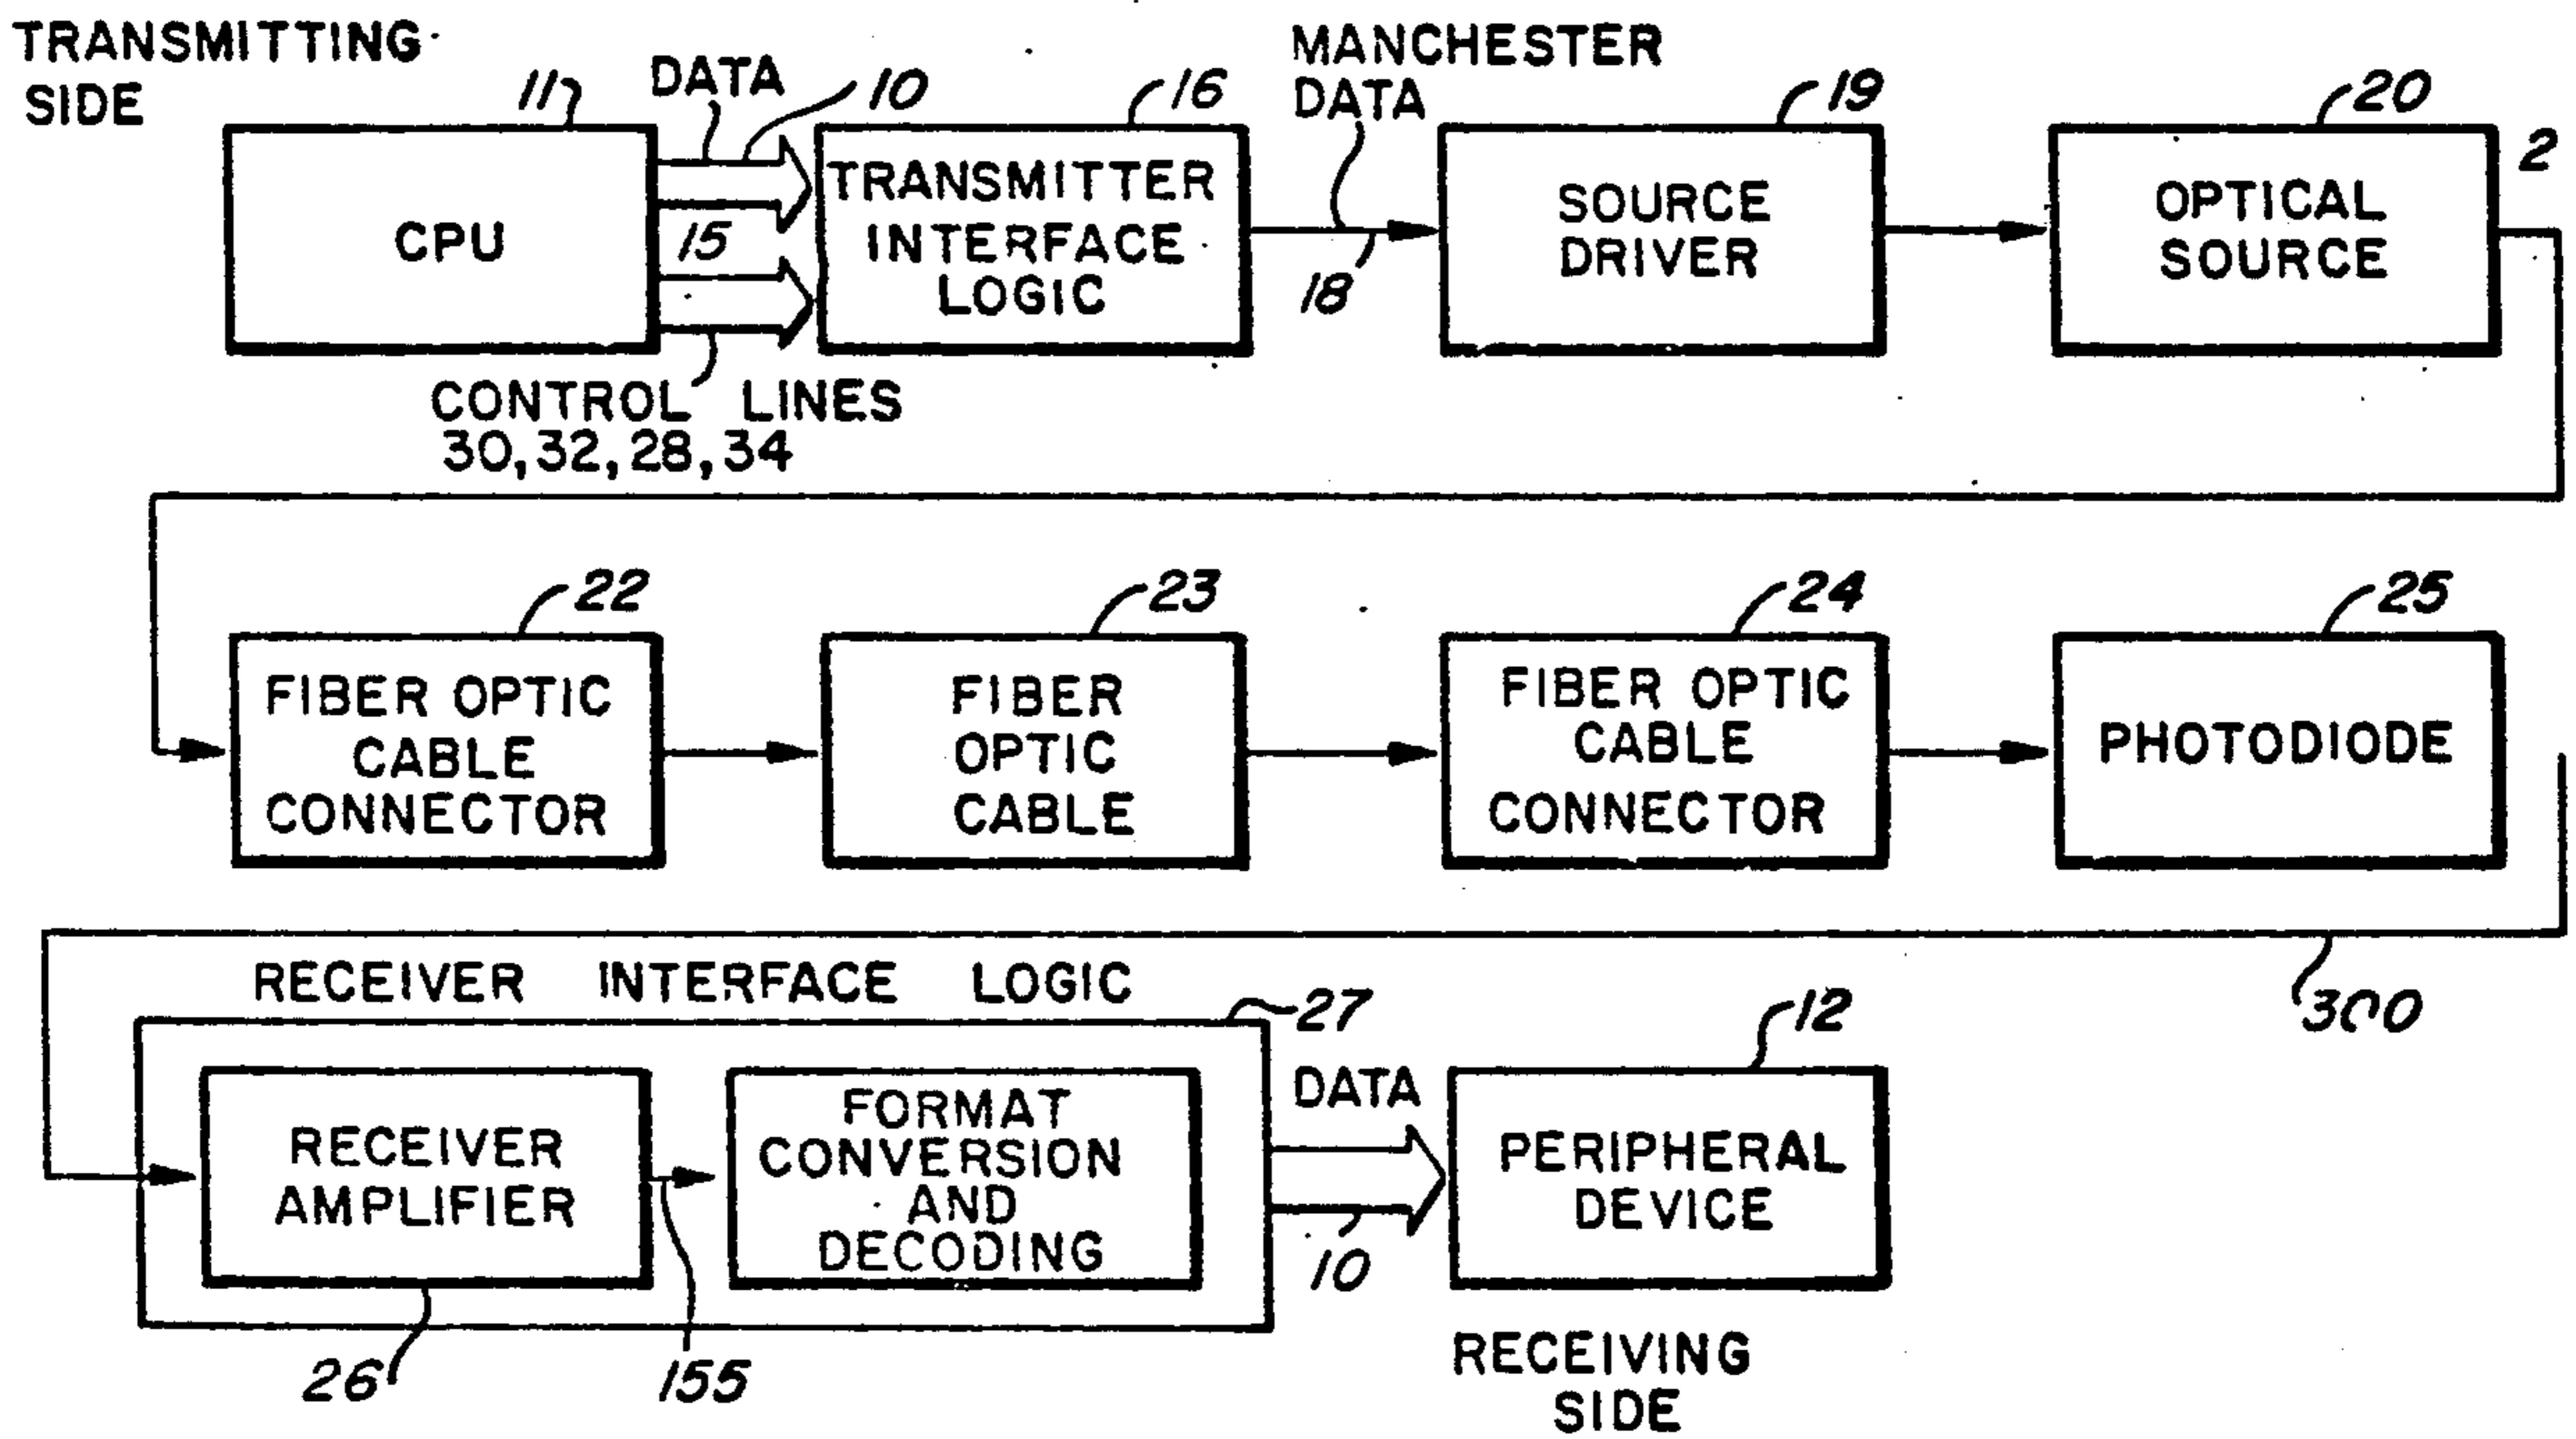 TRANSMITTING
SIDE
11
DATA
10
16
MANCHESTER
DATA
19
20
2
CPU
15
TRANSMITTER
INTERFACE
LOGIC
18
SOURCE
DRIVER
OPTICAL
SOURCE
CONTROL LINES
30, 32, 28, 34
22
23
24
25
FIBER OPTIC
CABLE
CONNECTOR
FIBER
OPTIC
CABLE
FIBER OPTIC
CABLE
CONNECTOR
PHOTODIODE
300
RECEIVER INTERFACE LOGIC
27
12
RECEIVER
AMPLIFIER
FORMAT
CONVERSION
AND
DECODING
DATA
10
PERIPHERAL
DEVICE
26
155
RECEIVING
SIDE